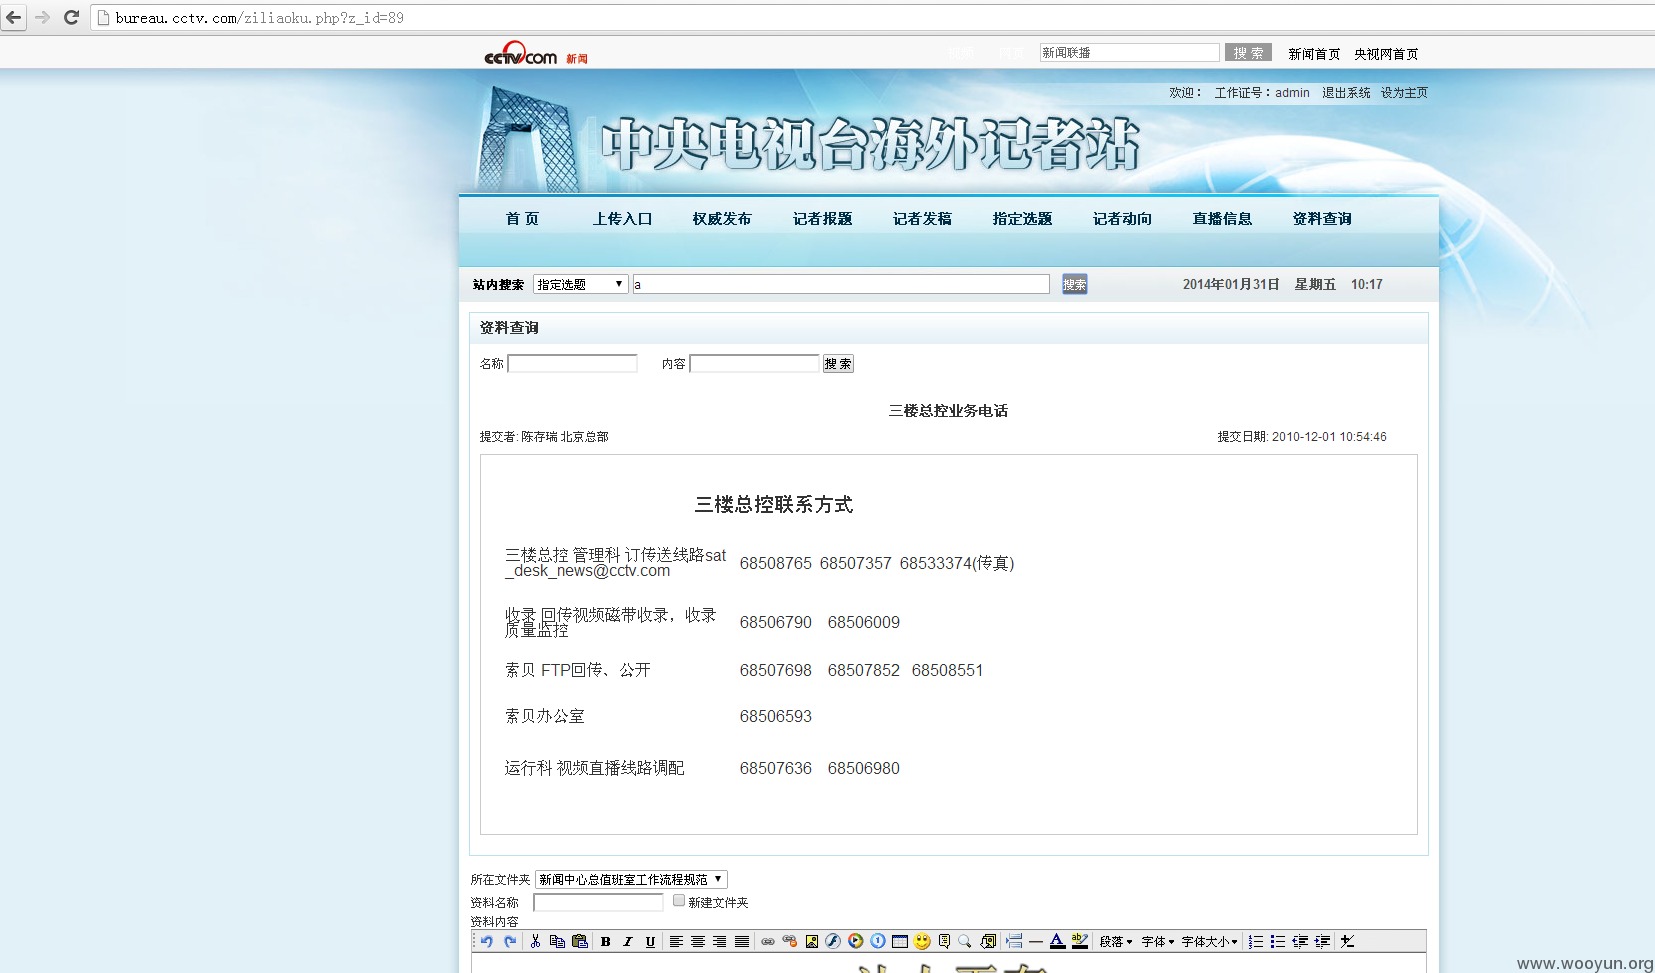 bureau.cctv.com/ziliaoku.php?z_id=89
cctv.com 新闻
新闻联播 搜 索 新闻首页 央视网首页
欢迎： 工作证号：admin 退出系统 设为主页
中央电视台海外记者站
首 页 上传入口 权威发布 记者报题 记者发稿 指定选题 记者动向 直播信息 资料查询
站内搜索 指定选题 a 搜索 2014年01月31日 星期五 10:17
资料查询
名称 内容 搜 索
三楼总控业务电话
提交者: 陈存瑞 北京总部 提交日期: 2010-12-01 10:54:46
三楼总控联系方式
三楼总控 管理科 订传送线路sat
_desk_news@cctv.com 68508765 68507357 68533374(传真)
收录 回传视频磁带收录，收录
质量监控 68506790 68506009
索贝 FTP回传、公开 68507698 68507852 68508551
索贝办公室 68506593
运行科 视频直播线路调配 68507636 68506980
所在文件夹 新闻中心总值班室工作流程规范
资料名称 新建文件夹
资料内容
B I U 段落 字体 字体大小
www.wooyun.org